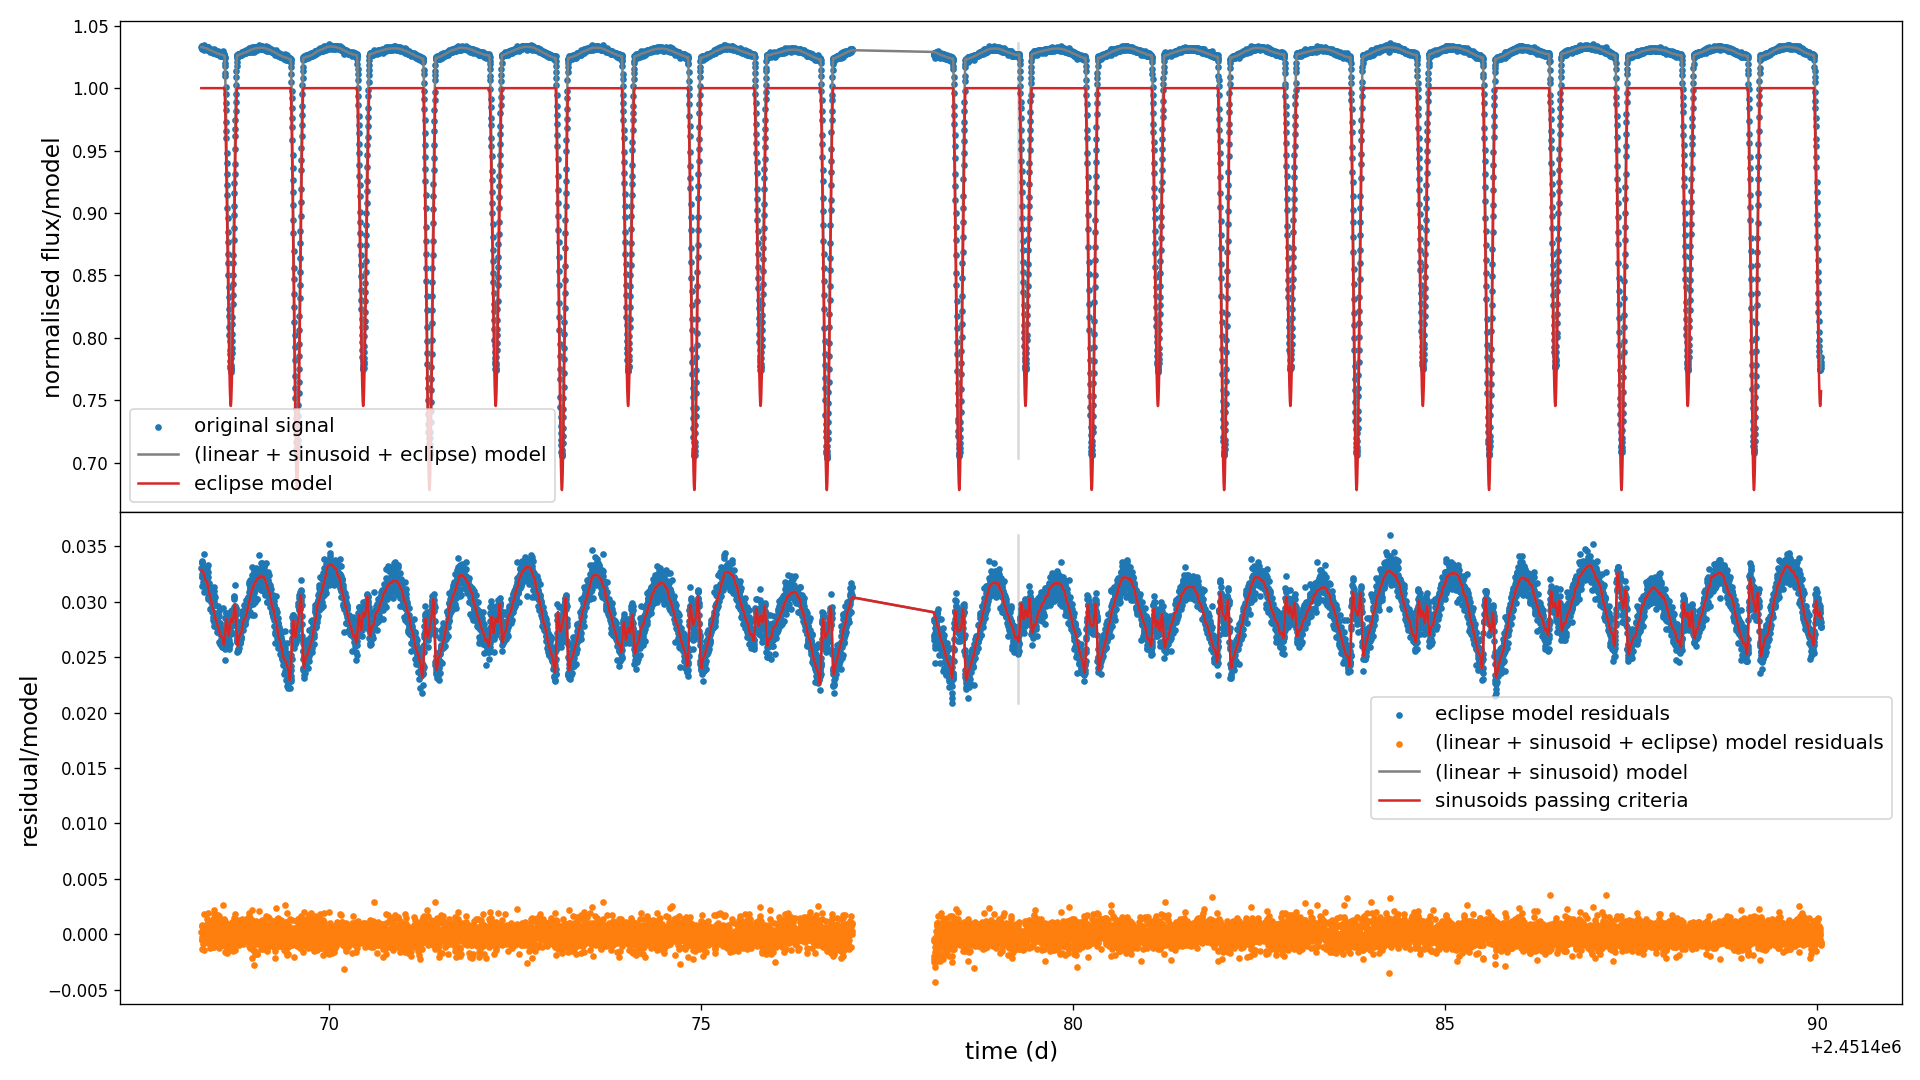 normalised flux/model
1.05
1.00
0.95
0.90
0.85
0.80
0.75
0.70
original signal
(linear + sinusoid + eclipse) model
eclipse model
residual/model
0.035
0.030
0.025
0.020
0.015
0.010
0.005
0.000
−0.005
eclipse model residuals
(linear + sinusoid + eclipse) model residuals
(linear + sinusoid) model
sinusoids passing criteria
70 75 80 85 90
time (d)
+2.4514e6